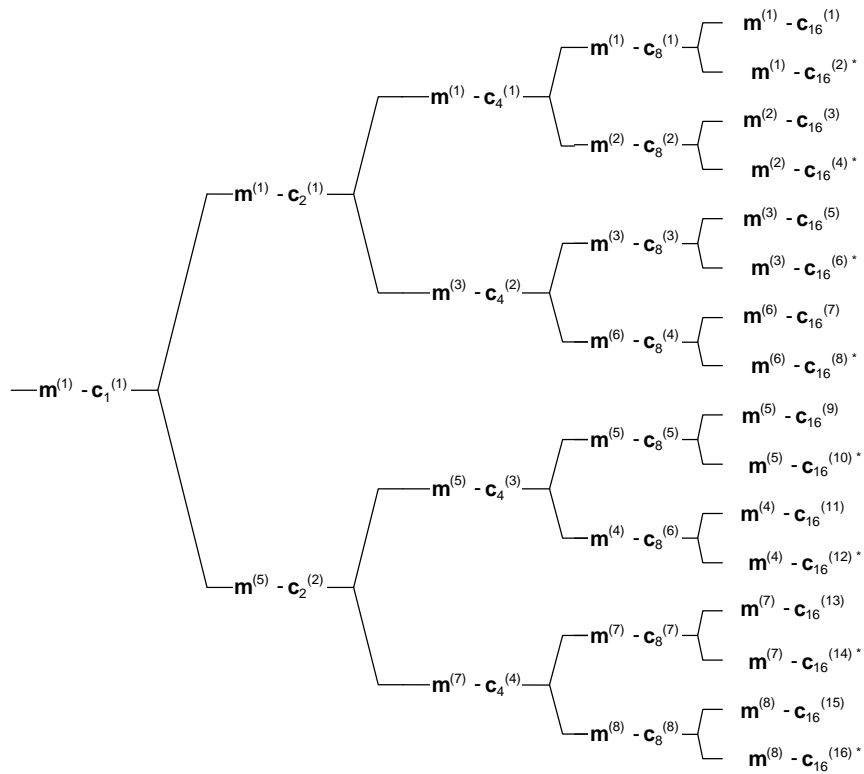 m(1) - c16(1)
m(1) - c8(1)
m(1) - c16(2) *
m(1) - c4(1)
m(2) - c16(3)
m(2) - c8(2)
m(2) - c16(4) *
m(1) - c2(1)
m(3) - c16(5)
m(3) - c8(3)
m(3) - c16(6) *
m(3) - c4(2)
m(6) - c16(7)
m(6) - c8(4)
m(6) - c16(8) *
m(1) - c1(1)
m(5) - c16(9)
m(5) - c8(5)
m(5) - c16(10) *
m(5) - c4(3)
m(4) - c16(11)
m(4) - c8(6)
m(4) - c16(12) *
m(5) - c2(2)
m(7) - c16(13)
m(7) - c8(7)
m(7) - c16(14) *
m(7) - c4(4)
m(8) - c16(15)
m(8) - c8(8)
m(8) - c16(16) *